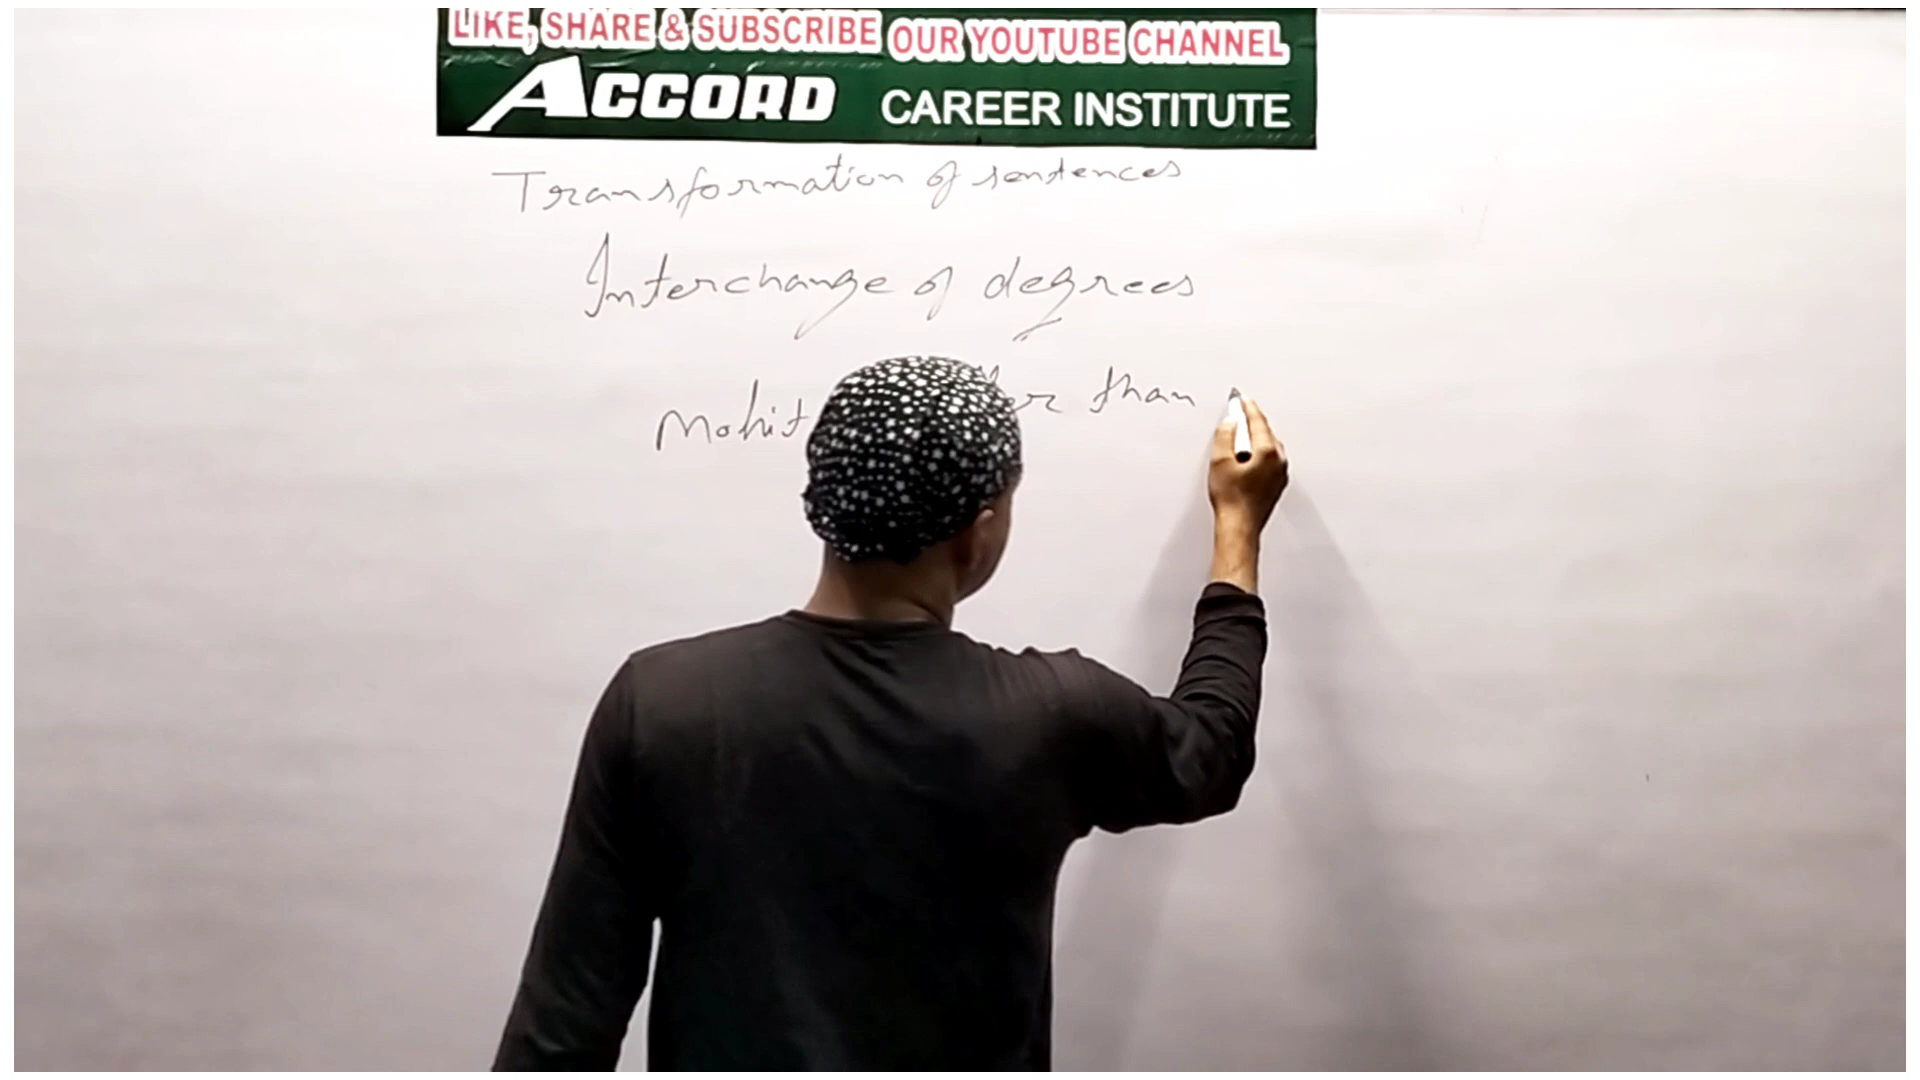 LIKE, SHARE & SUBSCRIBE OUR YOUTUBE CHANNEL
ACCORD CAREER INSTITUTE
Transformation of sentences
Interchange of degrees
Mohit than